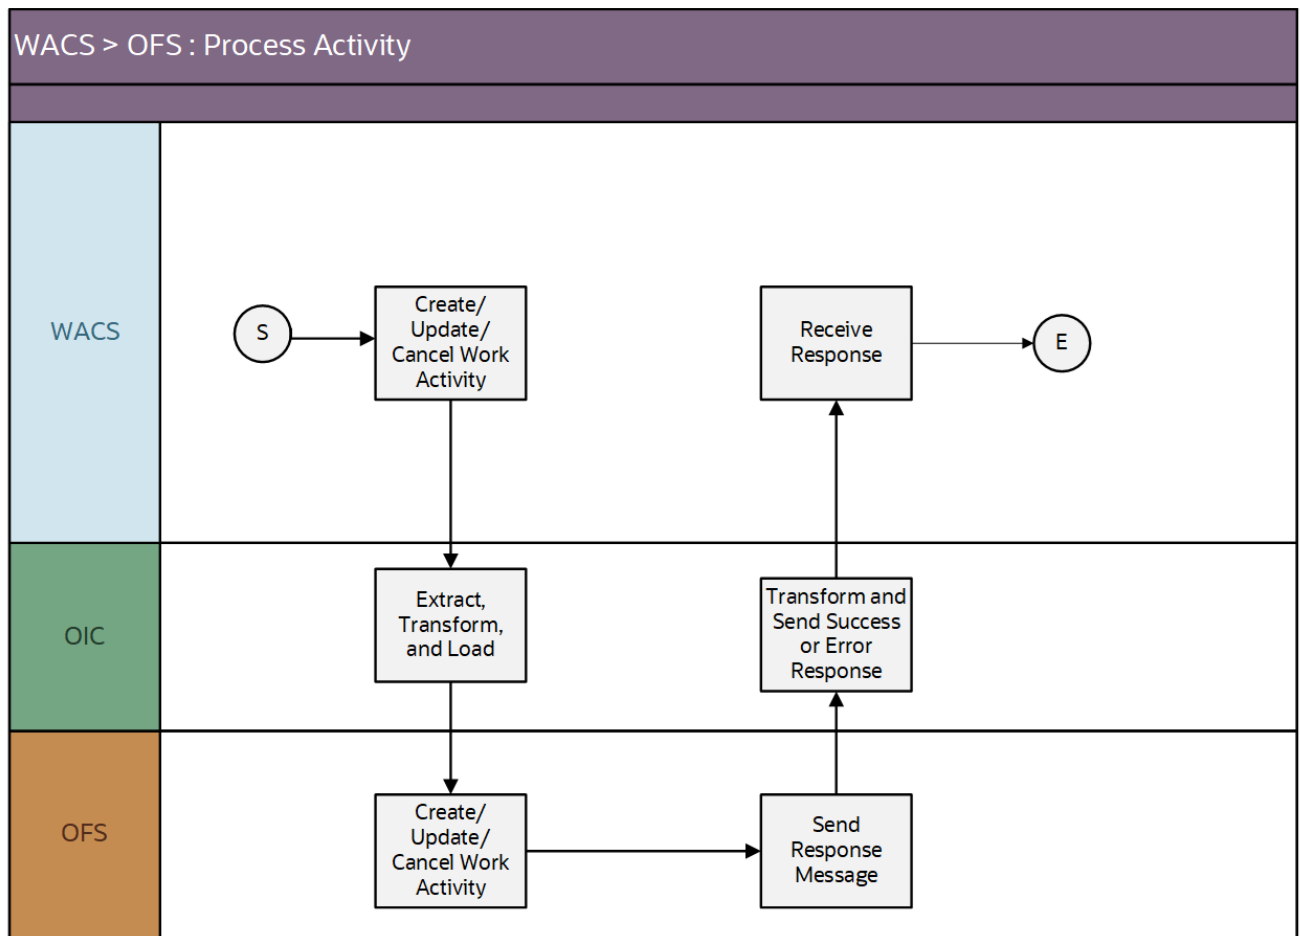 WACS > OFS : Process Activity
WACS
S
Create/
Update/
Cancel Work
Activity
Receive
Response
E
OIC
Extract,
Transform,
and Load
Transform and
Send Success
or Error
Response
OFS
Create/
Update/
Cancel Work
Activity
Send
Response
Message